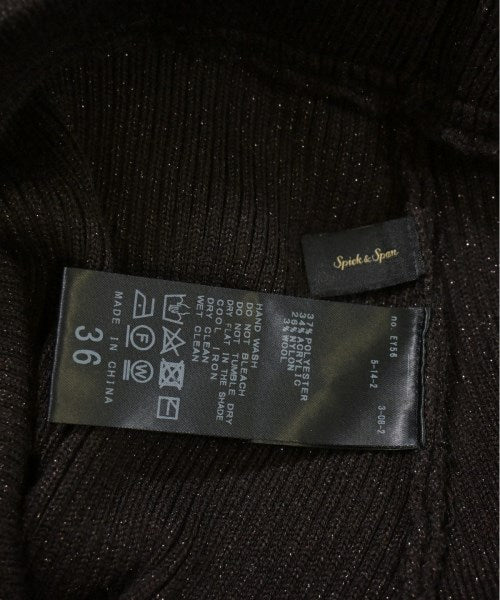 Spick & Span
no. EY56
5-14-2
3-08-2
37% POLYESTER
34% ACRYLIC
26% NYLON
3% WOOL
HAND WASH
DO NOT BLEACH
DO NOT TUMBLE DRY
DRY FLAT IN THE SHADE
COOL IRON
DRY CLEAN
WET CLEAN
F
W
MADE IN CHINA
36